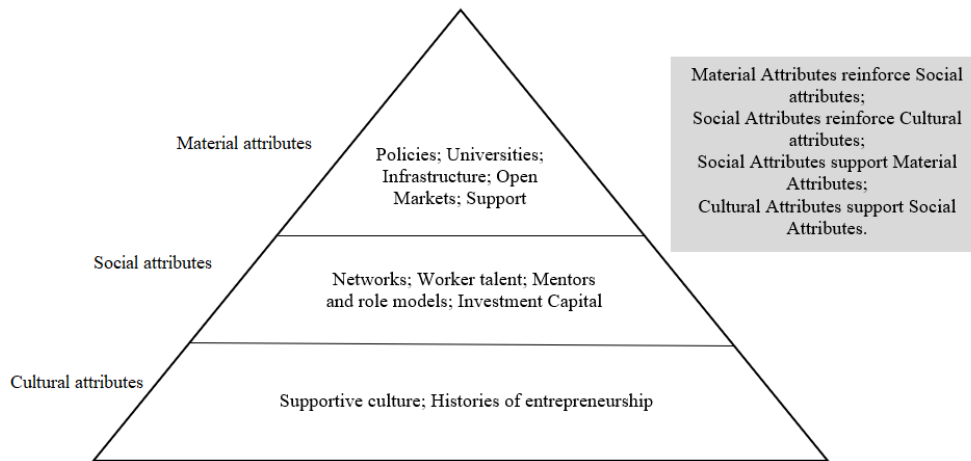 Material attributes
Policies; Universities;
Infrastructure; Open
Markets; Support
Social attributes
Networks; Worker talent; Mentors
and role models; Investment Capital
Cultural attributes
Supportive culture; Histories of entrepreneurship
Material Attributes reinforce Social
attributes;
Social Attributes reinforce Cultural
attributes;
Social Attributes support Material
Attributes;
Cultural Attributes support Social
Attributes.